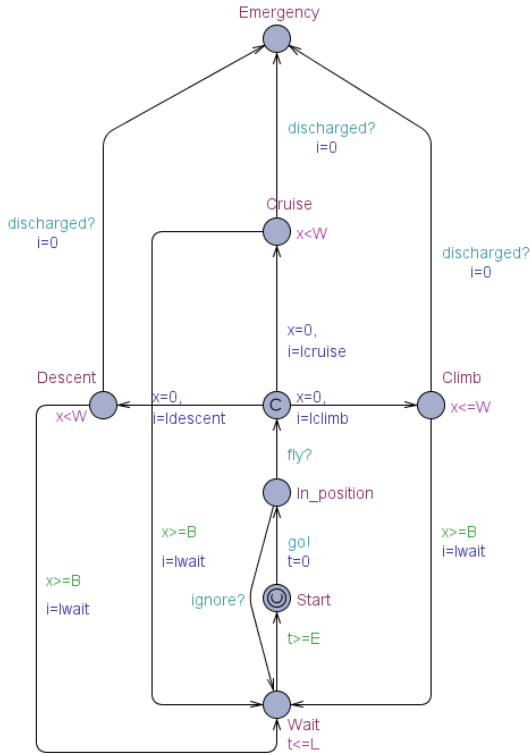 Emergency
discharged?
i=0
Cruise
x<W
discharged?
i=0
discharged?
i=0
x=0,
i=Icruise
Descent
x<W
x=0,
i=Idescent
C
x=0,
i=Iclimb
Climb
x<=W
fly?
In_position
x>=B
i=Iwait
x>=B
i=Iwait
go!
t=0
x>=B
i=Iwait
ignore?
U
Start
t>=E
Wait
t<=L